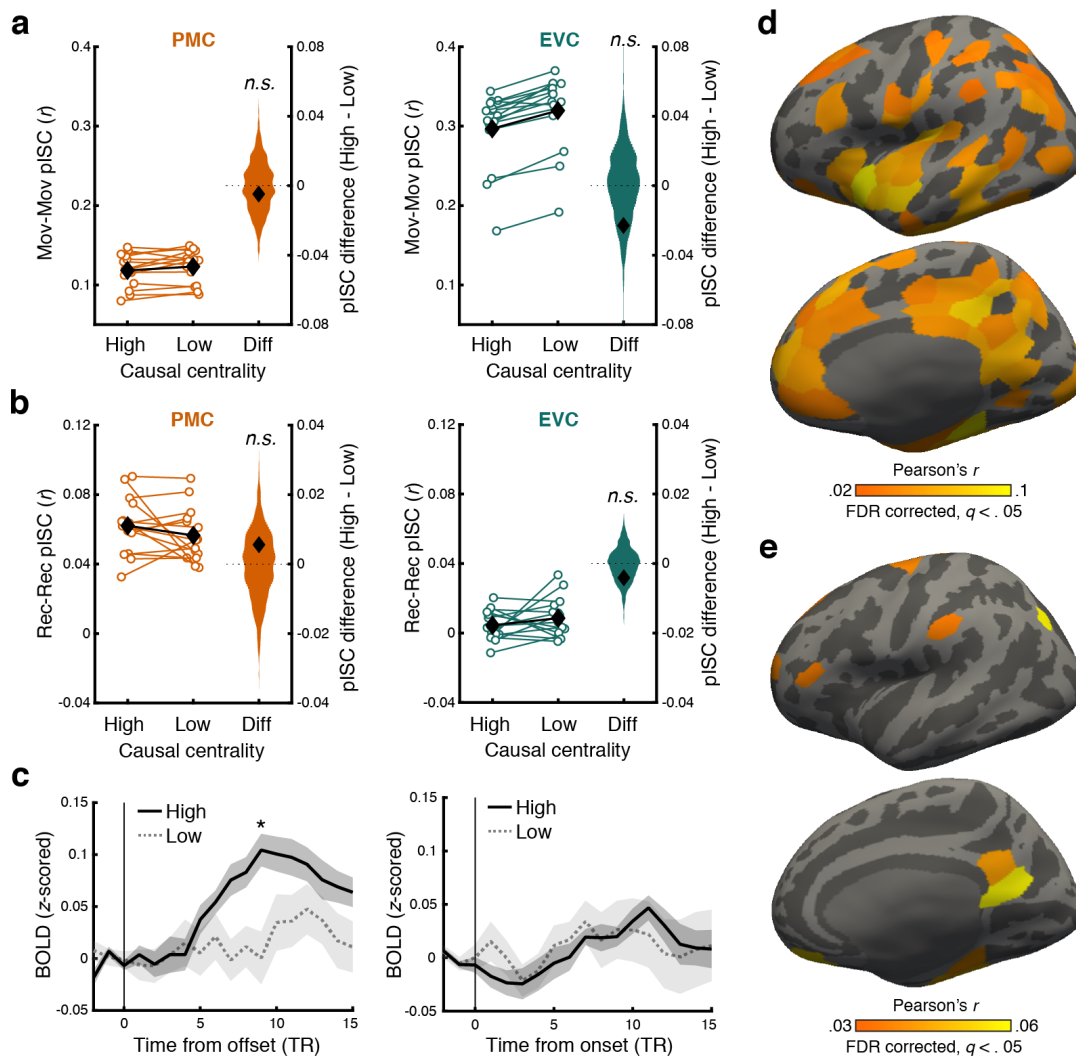 a
PMC
Mov-Mov pISC (r)
0.4
0.3
0.2
0.1
n.s.
0.08
0.04
0
-0.04
-0.08
pISC difference (High - Low)
High Low Diff
Causal centrality
EVC
Mov-Mov pISC (r)
0.4
0.3
0.2
0.1
n.s.
0.08
0.04
0
-0.04
-0.08
pISC difference (High - Low)
High Low Diff
Causal centrality
b
PMC
Rec-Rec pISC (r)
0.12
0.08
0.04
0
-0.04
n.s.
0.04
0.02
0
-0.02
-0.04
pISC difference (High - Low)
High Low Diff
Causal centrality
EVC
Rec-Rec pISC (r)
0.12
0.08
0.04
0
-0.04
n.s.
0.04
0.02
0
-0.02
-0.04
pISC difference (High - Low)
High Low Diff
Causal centrality
c
BOLD (z-scored)
0.15
0.1
0.05
0
-0.05
High
Low
*
0 5 10 15
Time from offset (TR)
BOLD (z-scored)
0.15
0.1
0.05
0
-0.05
High
Low
0 5 10 15
Time from onset (TR)
d
Pearson's r
.02 .1
FDR corrected, q < . 05
e
Pearson's r
.03 .06
FDR corrected, q < . 05